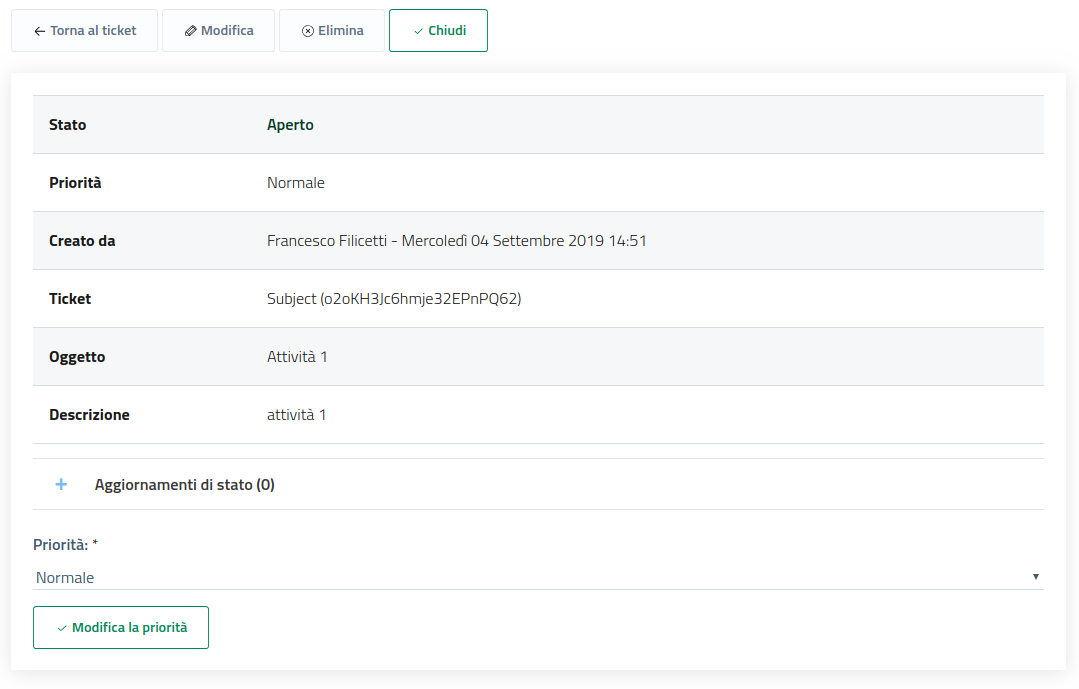 Torna al ticket Modifica Elimina Chiudi
Stato Aperto
Priorità Normale
Creato da Francesco Filicetti - Mercoledì 04 Settembre 2019 14:51
Ticket Subject (o2oKH3Jc6hmje32EPnPQ62)
Oggetto Attività 1
Descrizione attività 1
+ Aggiornamenti di stato (0)
Priorità: *
Normale
Modifica la priorità